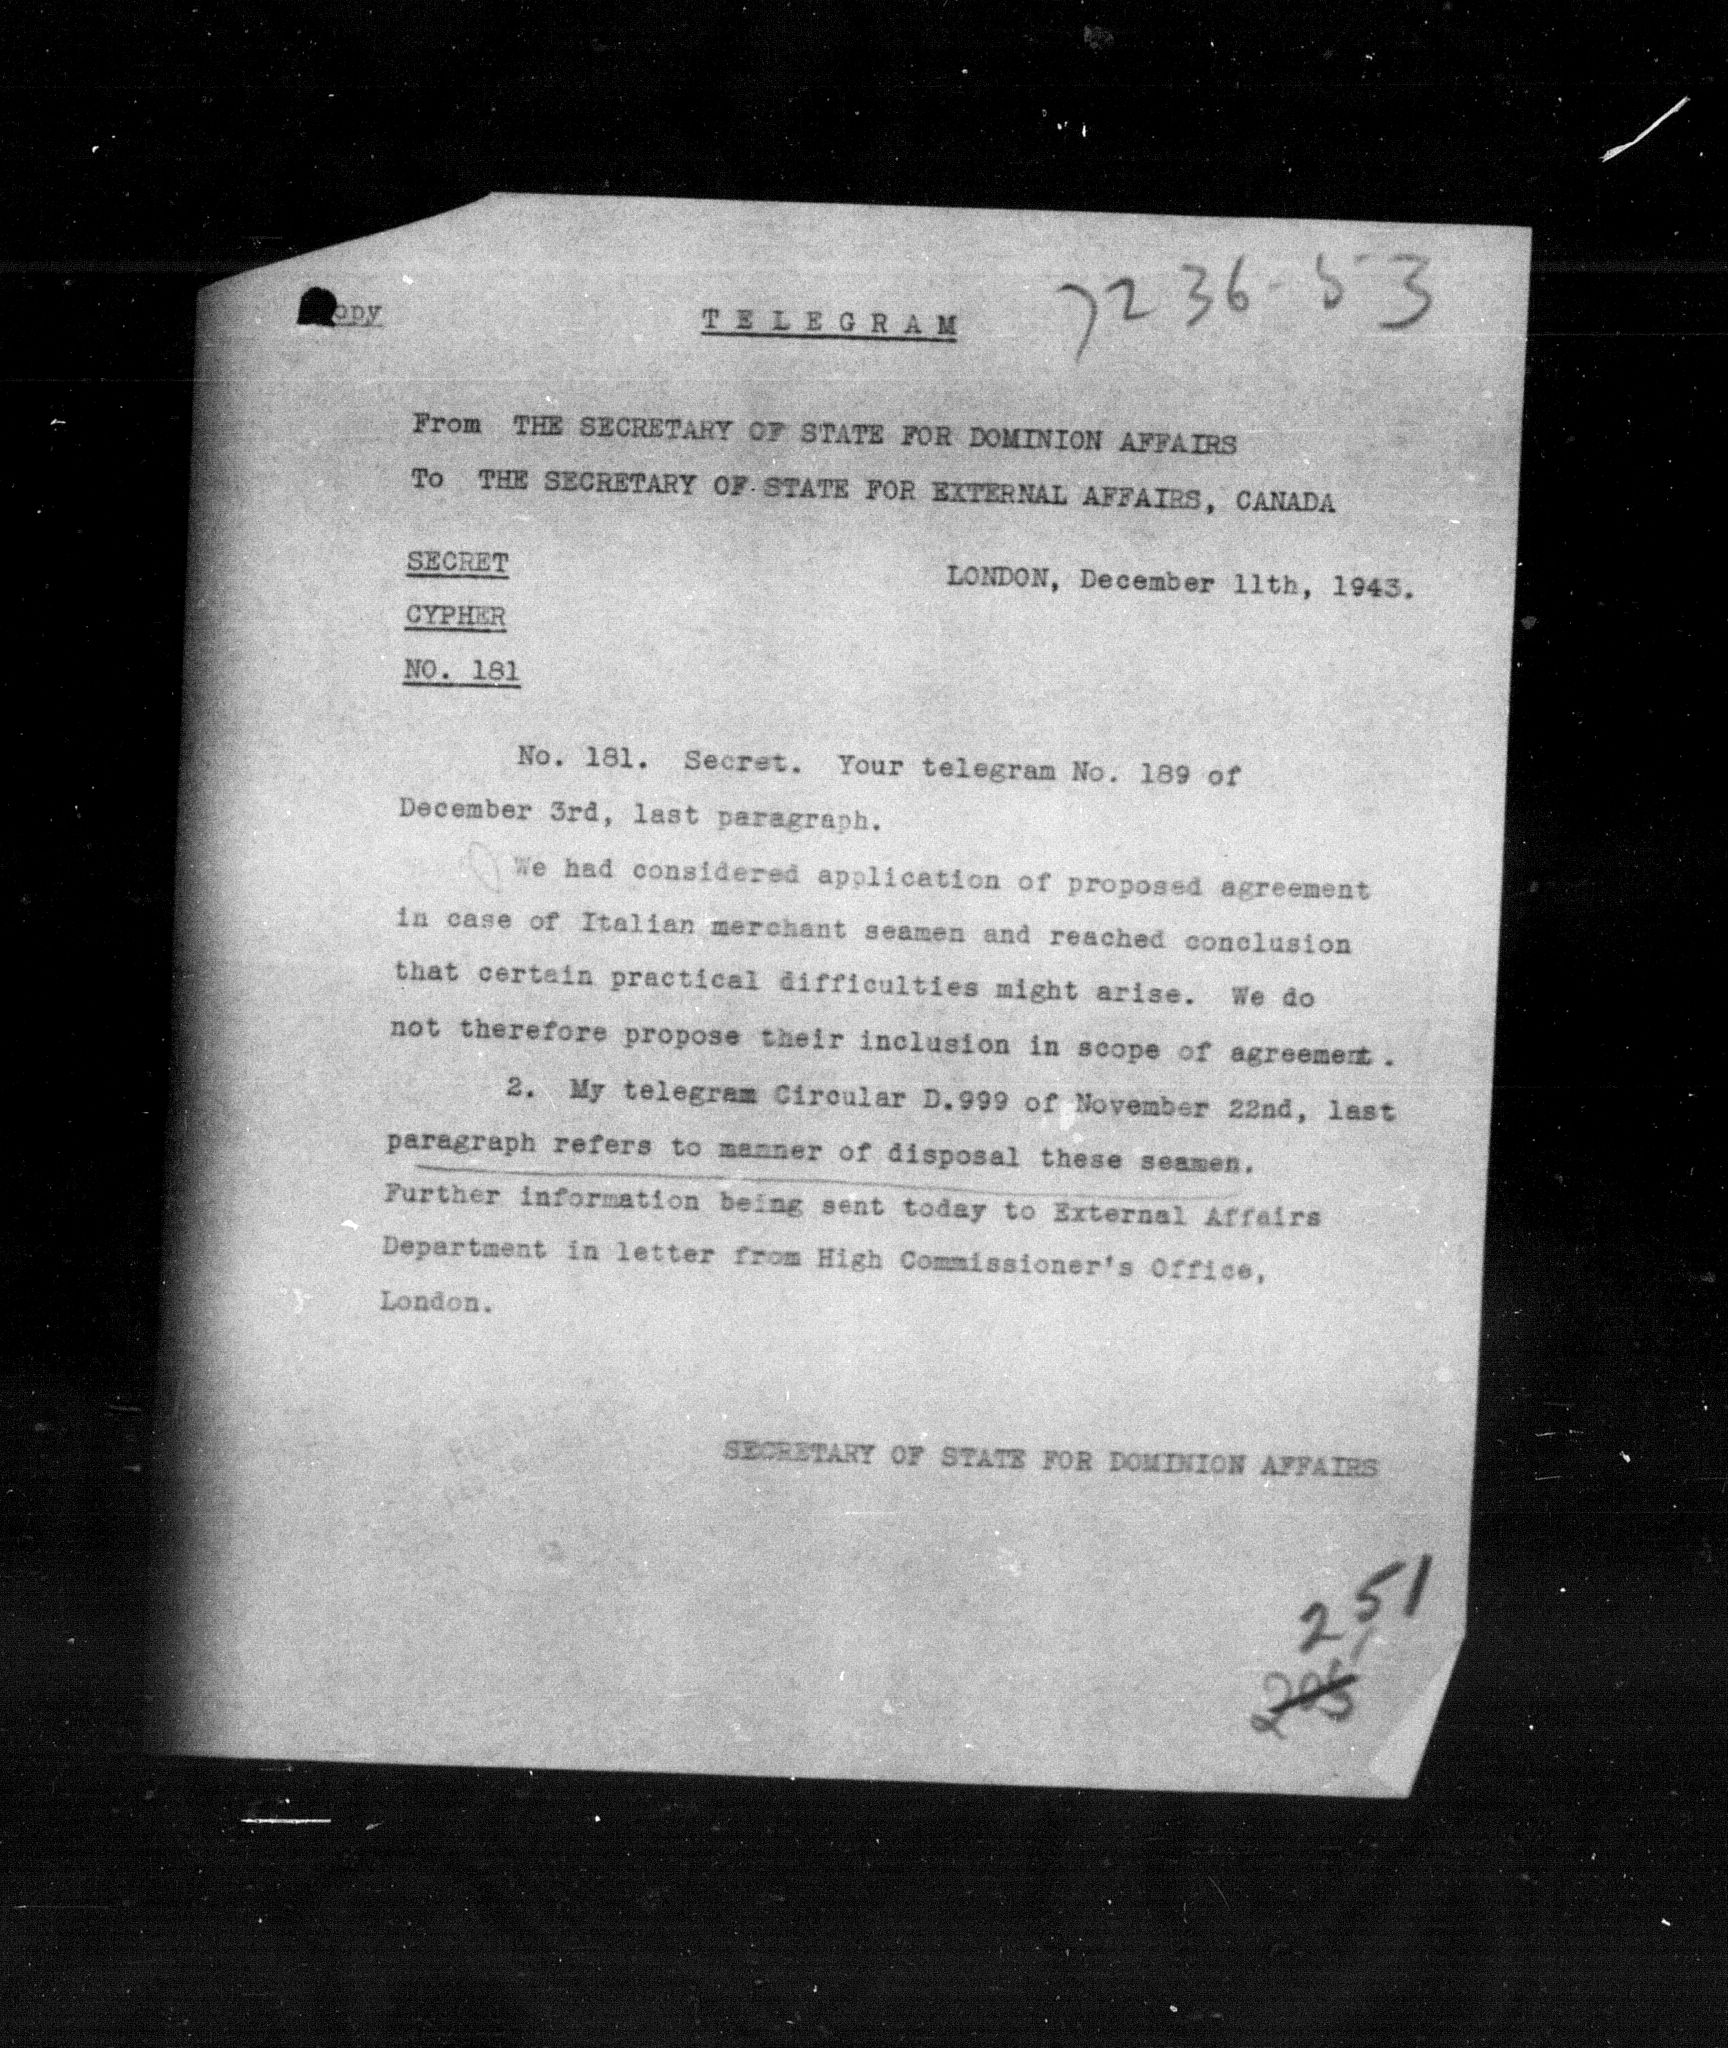 opy
TELEGRAM
7236-53
From THE SECRETARY OF STATE FOR DOMINION AFFAIRS
To THE SECRETARY OF STATE FOR EXTERNAL AFFAIRS, CANADA
SECRET
LONDON, December 11th, 1943.
CYPHER
NO. 181
No. 181. Secret. Your telegram No. 189 of
December 3rd, last paragraph.
We had considered application of proposed agreement
in case of Italian merchant seamen and reached conclusion
that certain practical difficulties might arise. We do
not therefore propose their inclusion in scope of agreement.
2. My telegram Circular D.999 of November 22nd, last
paragraph refers to manner of disposal these seamen.
Further information being sent today to External Affairs
Department in letter from High Commissioner's Office,
London.
SECRETARY OF STATE FOR DOMINION AFFAIRS
251